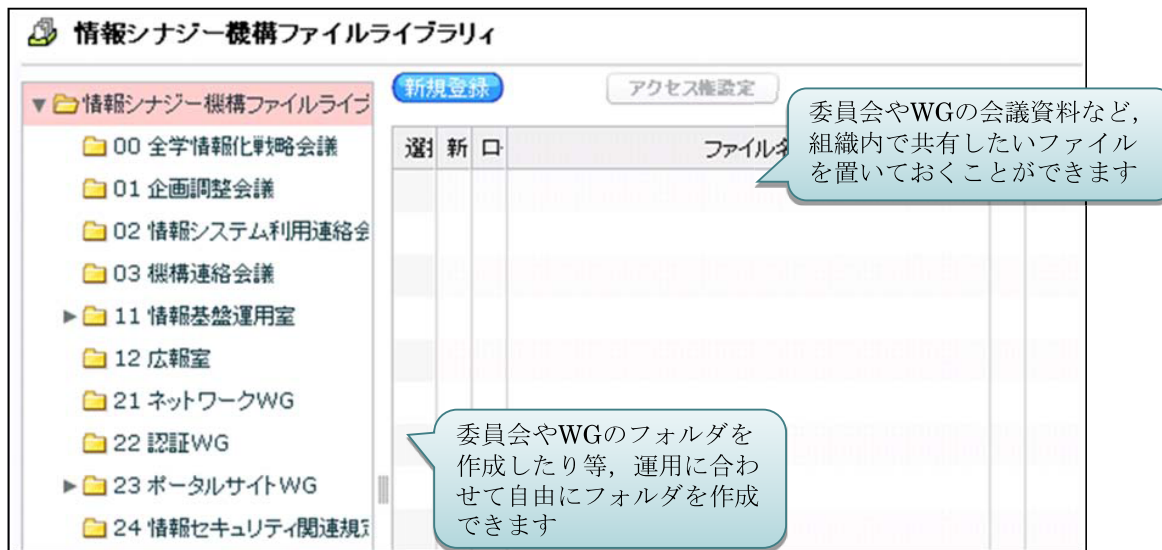 情報シナジー機構ファイルライブラリィ
情報シナジー機構ファイルライブ
00 全学情報化戦略会議
01 企画調整会議
02 情報システム利用連絡会
03 機構連絡会議
11 情報基盤運用室
12 広報室
21 ネットワークWG
22 認証WG
23 ポータルサイトWG
24 情報セキュリティ関連規定
新規登録
アクセス権設定
選 新 ロ ファイル名
委員会やWGの会議資料など，
組織内で共有したいファイル
を置いておくことができます
委員会やWGのフォルダを
作成したり等，運用に合わ
せて自由にフォルダを作成
できます